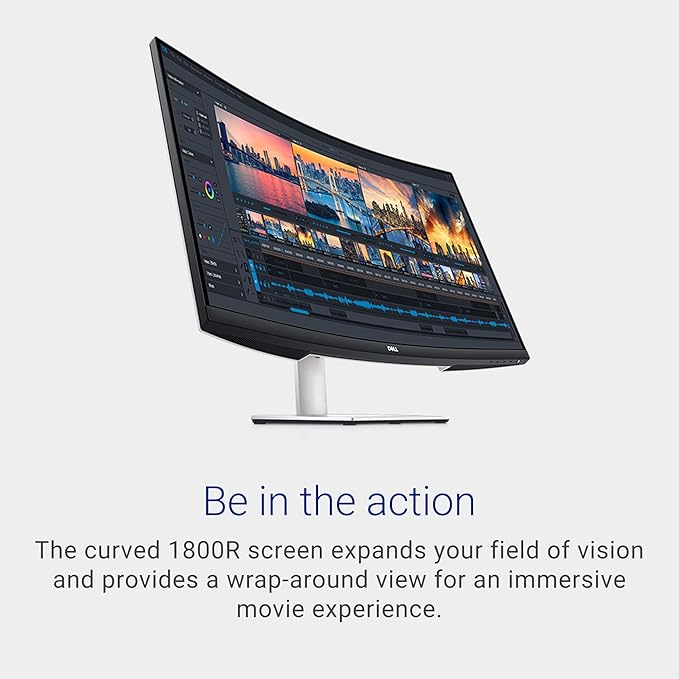 DELL
Be in the action
The curved 1800R screen expands your field of vision
and provides a wrap-around view for an immersive
movie experience.